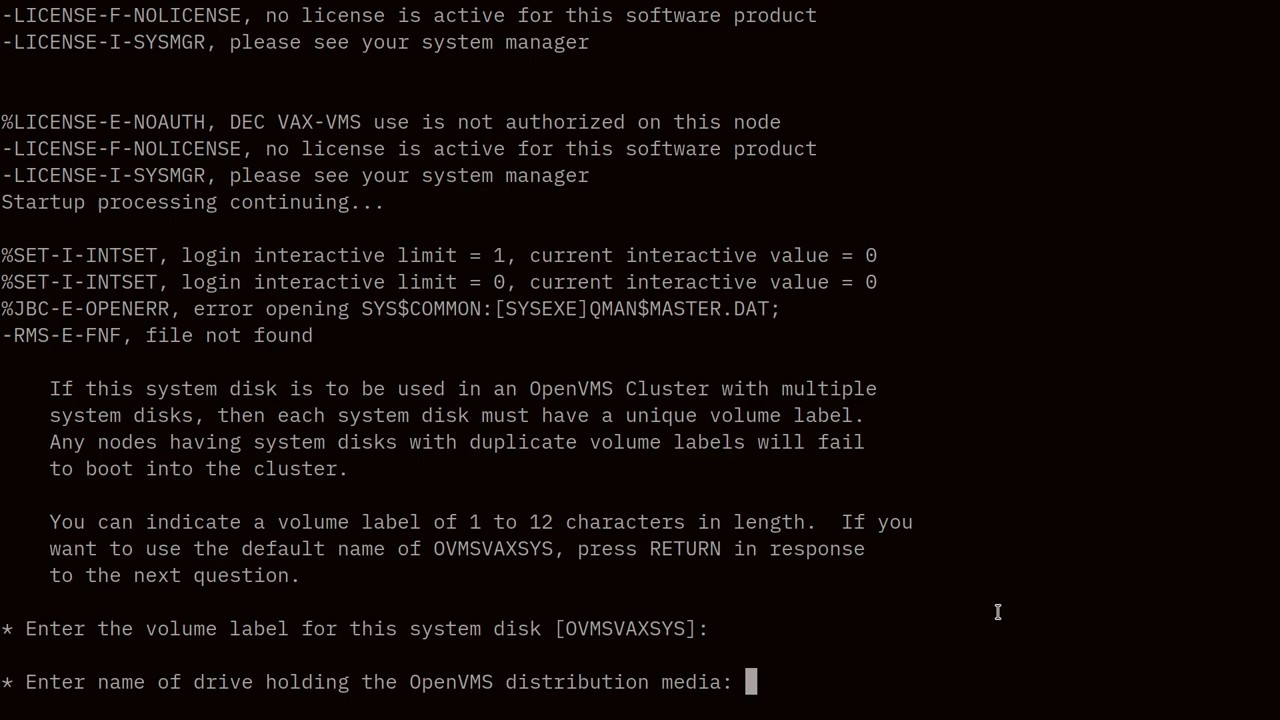 -LICENSE-F-NOLICENSE, no license is active for this software product
-LICENSE-I-SYSMGR, please see your system manager
%LICENSE-E-NOAUTH, DEC VAX-VMS use is not authorized on this node
-LICENSE-F-NOLICENSE, no license is active for this software product
-LICENSE-I-SYSMGR, please see your system manager
Startup processing continuing...
%SET-I-INTSET, login interactive limit = 1, current interactive value = 0
%SET-I-INTSET, login interactive limit = 0, current interactive value = 0
%JBC-E-OPENERR, error opening SYS$COMMON:[SYSEXE]QMAN$MASTER.DAT;
-RMS-E-FNF, file not found
If this system disk is to be used in an OpenVMS Cluster with multiple
system disks, then each system disk must have a unique volume label.
Any nodes having system disks with duplicate volume labels will fail
to boot into the cluster.
You can indicate a volume label of 1 to 12 characters in length.  If you
want to use the default name of OVMSVAXSYS, press RETURN in response
to the next question.
* Enter the volume label for this system disk [OVMSVAXSYS]:
* Enter name of drive holding the OpenVMS distribution media: